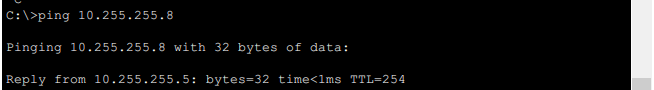 C:\>ping 10.255.255.8
Pinging 10.255.255.8 with 32 bytes of data:
Reply from 10.255.255.5: bytes=32 time<1ms TTL=254